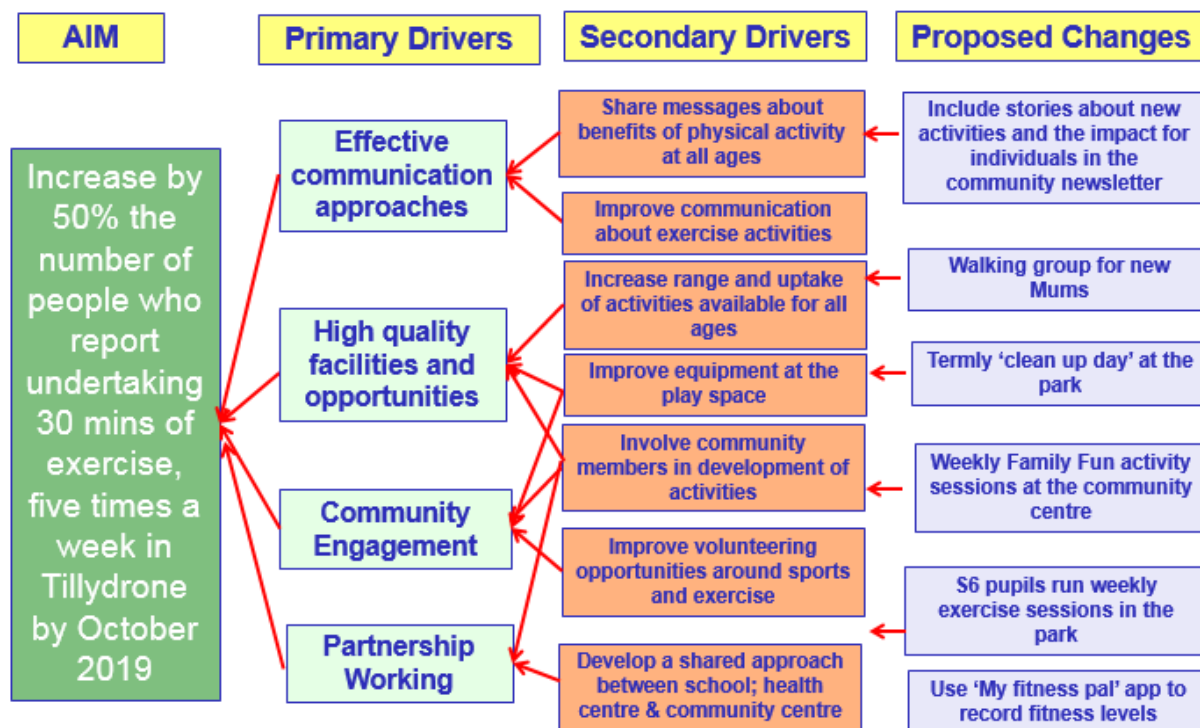 AIM
Primary Drivers
Secondary Drivers
Proposed Changes
Increase by
50% the
number of
people who
report
undertaking
30 mins of
exercise,
five times a
week in
Tillydrone
by October
2019
Effective
communication
approaches
High quality
facilities and
opportunities
Community
Engagement
Partnership
Working
Share messages about
benefits of physical activity
at all ages
Improve communication
about exercise activities
Increase range and uptake
of activities available for all
ages
Improve equipment at the
play space
Involve community
members in development of
activities
Improve volunteering
opportunities around sports
and exercise
Develop a shared approach
between school; health
centre & community centre
Include stories about new
activities and the impact for
individuals in the
community newsletter
Walking group for new
Mums
Termly ‘clean up day’ at the
park
Weekly Family Fun activity
sessions at the community
centre
S6 pupils run weekly
exercise sessions in the
park
Use ‘My fitness pal’ app to
record fitness levels